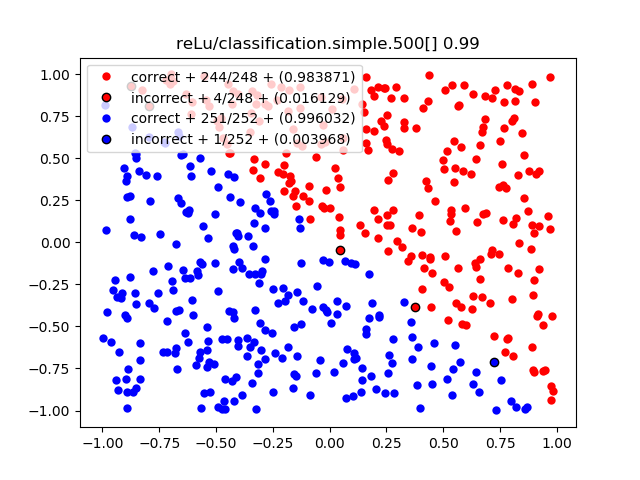 reLu/classification.simple.500[] 0.99
correct + 244/248 + (0.983871)
incorrect + 4/248 + (0.016129)
correct + 251/252 + (0.996032)
incorrect + 1/252 + (0.003968)
1.00
0.75
0.50
0.25
0.00
−0.25
−0.50
−0.75
−1.00
−1.00 −0.75 −0.50 −0.25 0.00 0.25 0.50 0.75 1.00